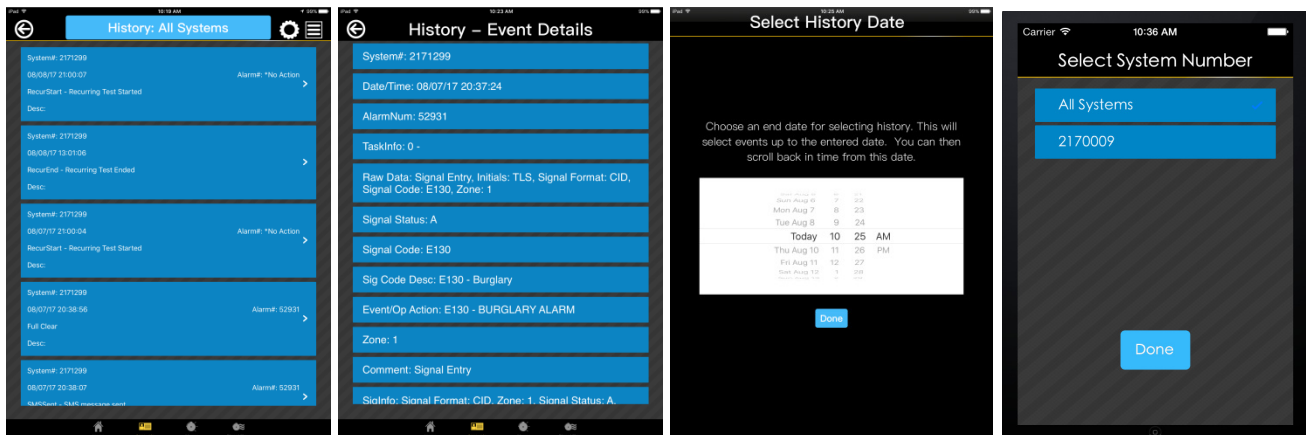 iPad
10:19 AM
99%
History: All Systems
System#: 2171299
08/08/17 21:00:07
Alarm#: *No Action
RecurStart - Recurring Test Started
Desc:
System#: 2171299
08/08/17 13:01:06
RecurEnd - Recurring Test Ended
Desc:
System#: 2171299
08/07/17 21:00:04
Alarm#: *No Action
RecurStart - Recurring Test Started
Desc:
System#: 2171299
08/07/17 20:38:56
Alarm#: 52931
Full Clear
Desc:
System#: 2171299
08/07/17 20:38:07
Alarm#: 52931
SMSSent - SMS message sent
iPad
10:23 AM
99%
History – Event Details
System#: 2171299
Date/Time: 08/07/17 20:37:24
AlarmNum: 52931
TaskInfo: 0 -
Raw Data: Signal Entry, Initials: TLS, Signal Format: CID,
Signal Code: E130, Zone: 1
Signal Status: A
Signal Code: E130
Sig Code Desc: E130 - Burglary
Event/Op Action: E130 - BURGLARY ALARM
Zone: 1
Comment: Signal Entry
SigInfo: Signal Format: CID, Zone: 1, Signal Status: A,
iPad
10:25 AM
99%
Select History Date
Choose an end date for selecting history. This will
select events up to the entered date. You can then
scroll back in time from this date.
Sun Aug 6 7 22
Mon Aug 7 8 23
Tue Aug 8 9 24
Today 10 25 AM
Thu Aug 10 11 26 PM
Fri Aug 11 12 27
Sat Aug 12 1 28
Done
Carrier
10:36 AM
Select System Number
All Systems
2170009
Done